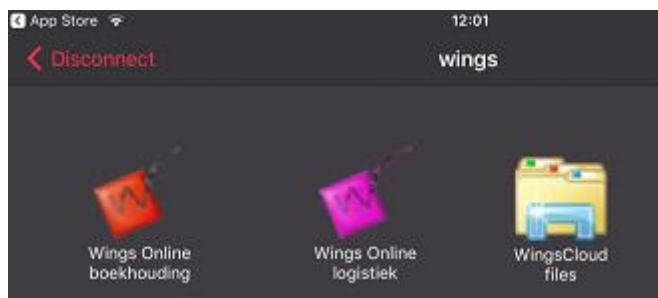 App Store 12:01
Disconnect wings
Wings Online boekhouding
Wings Online logistiek
WingsCloud files